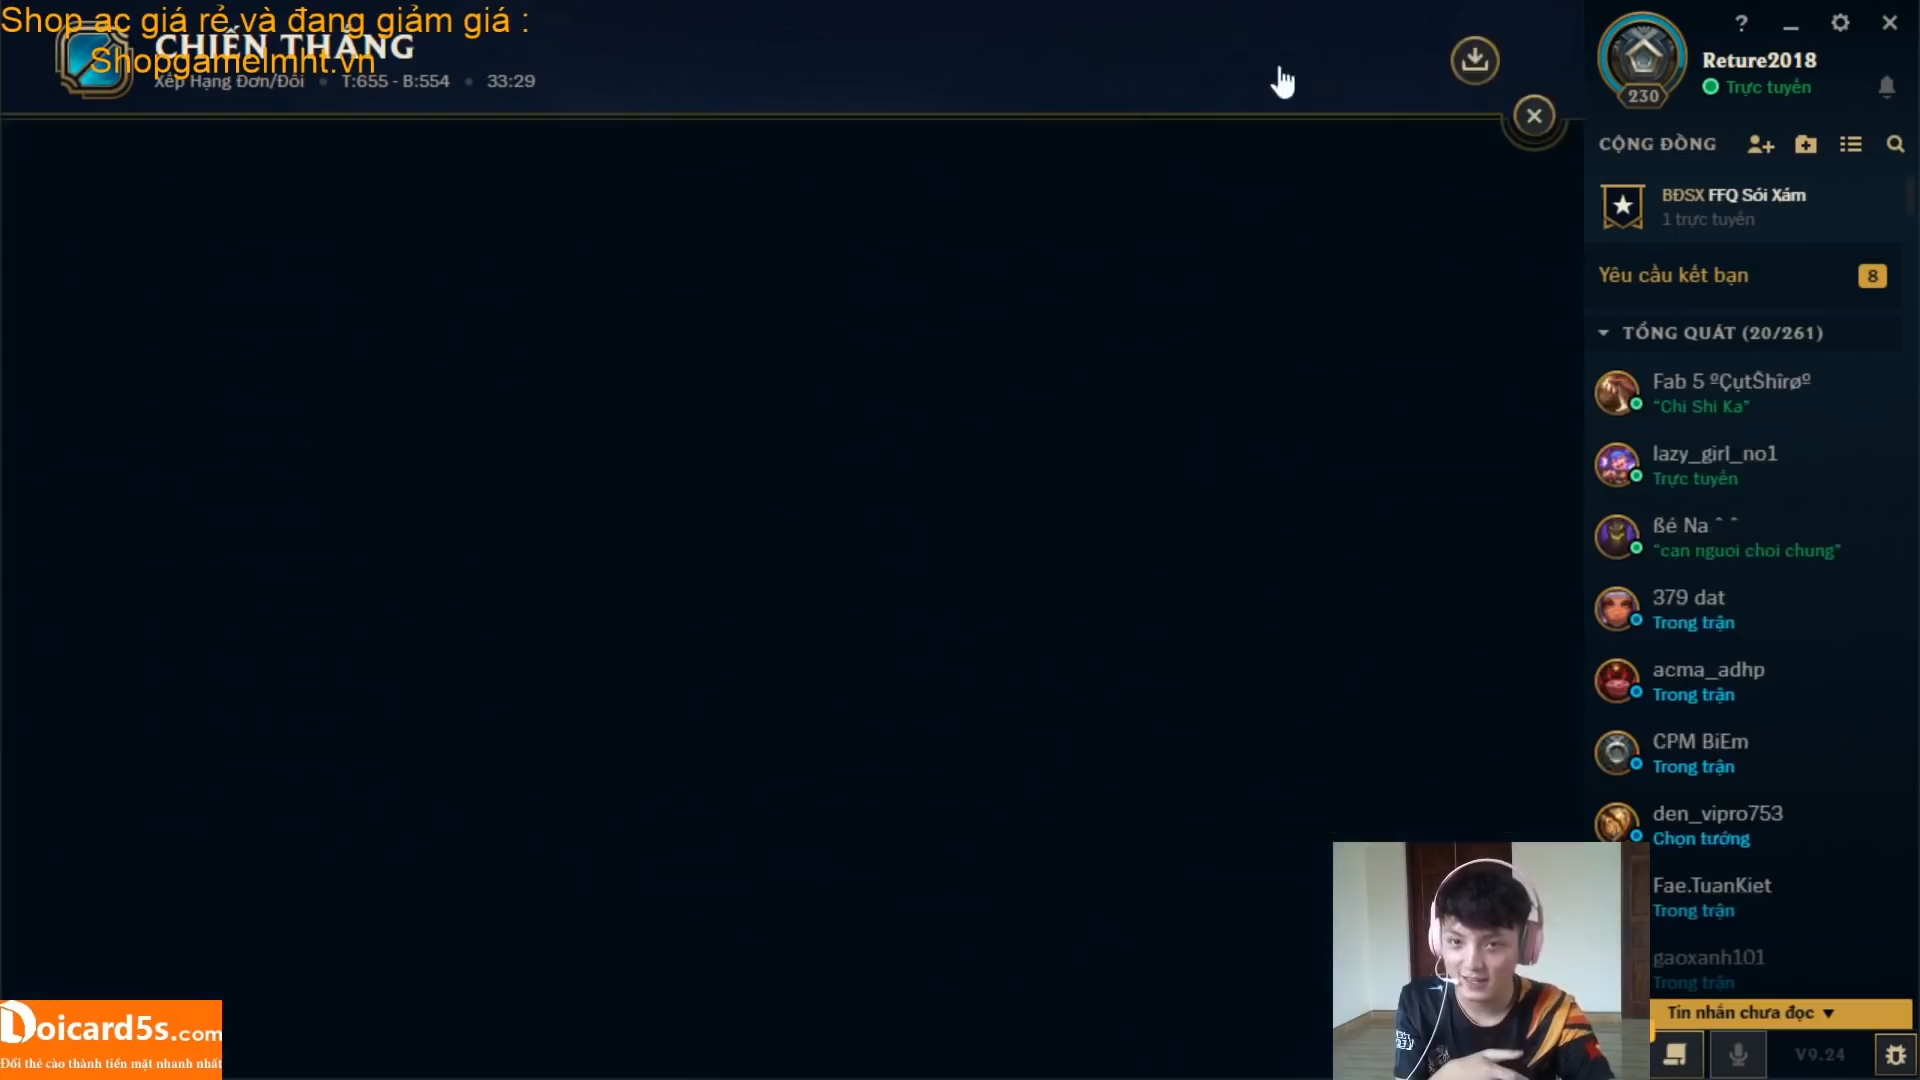 Shop ac giá rẻ và đang giảm giá :
Shopgamelmht.vn
CHIẾN THẮNG
Xếp Hạng Đơn/Đôi • T:655 - B:554 • 33:29
230
Reture2018
Trực tuyến
CỘNG ĐỒNG
BĐSX FFQ Sói Xám
1 trực tuyến
Yêu cầu kết bạn 8
TỔNG QUÁT (20/261)
Fab 5 ºÇụtŜhîrøº
"Chi Shi Ka"
lazy_girl_no1
Trực tuyến
ßé Na ˆ ˆ
"can nguoi choi chung"
379 dat
Trong trận
acma_adhp
Trong trận
CPM BiEm
Trong trận
den_vipro753
Chọn tướng
Fae.TuanKiet
Trong trận
gaoxanh101
Trong trận
Tin nhắn chưa đọc ▼
V9.24
Doicard5s.com
Đổi thẻ cào thành tiền mặt nhanh nhất